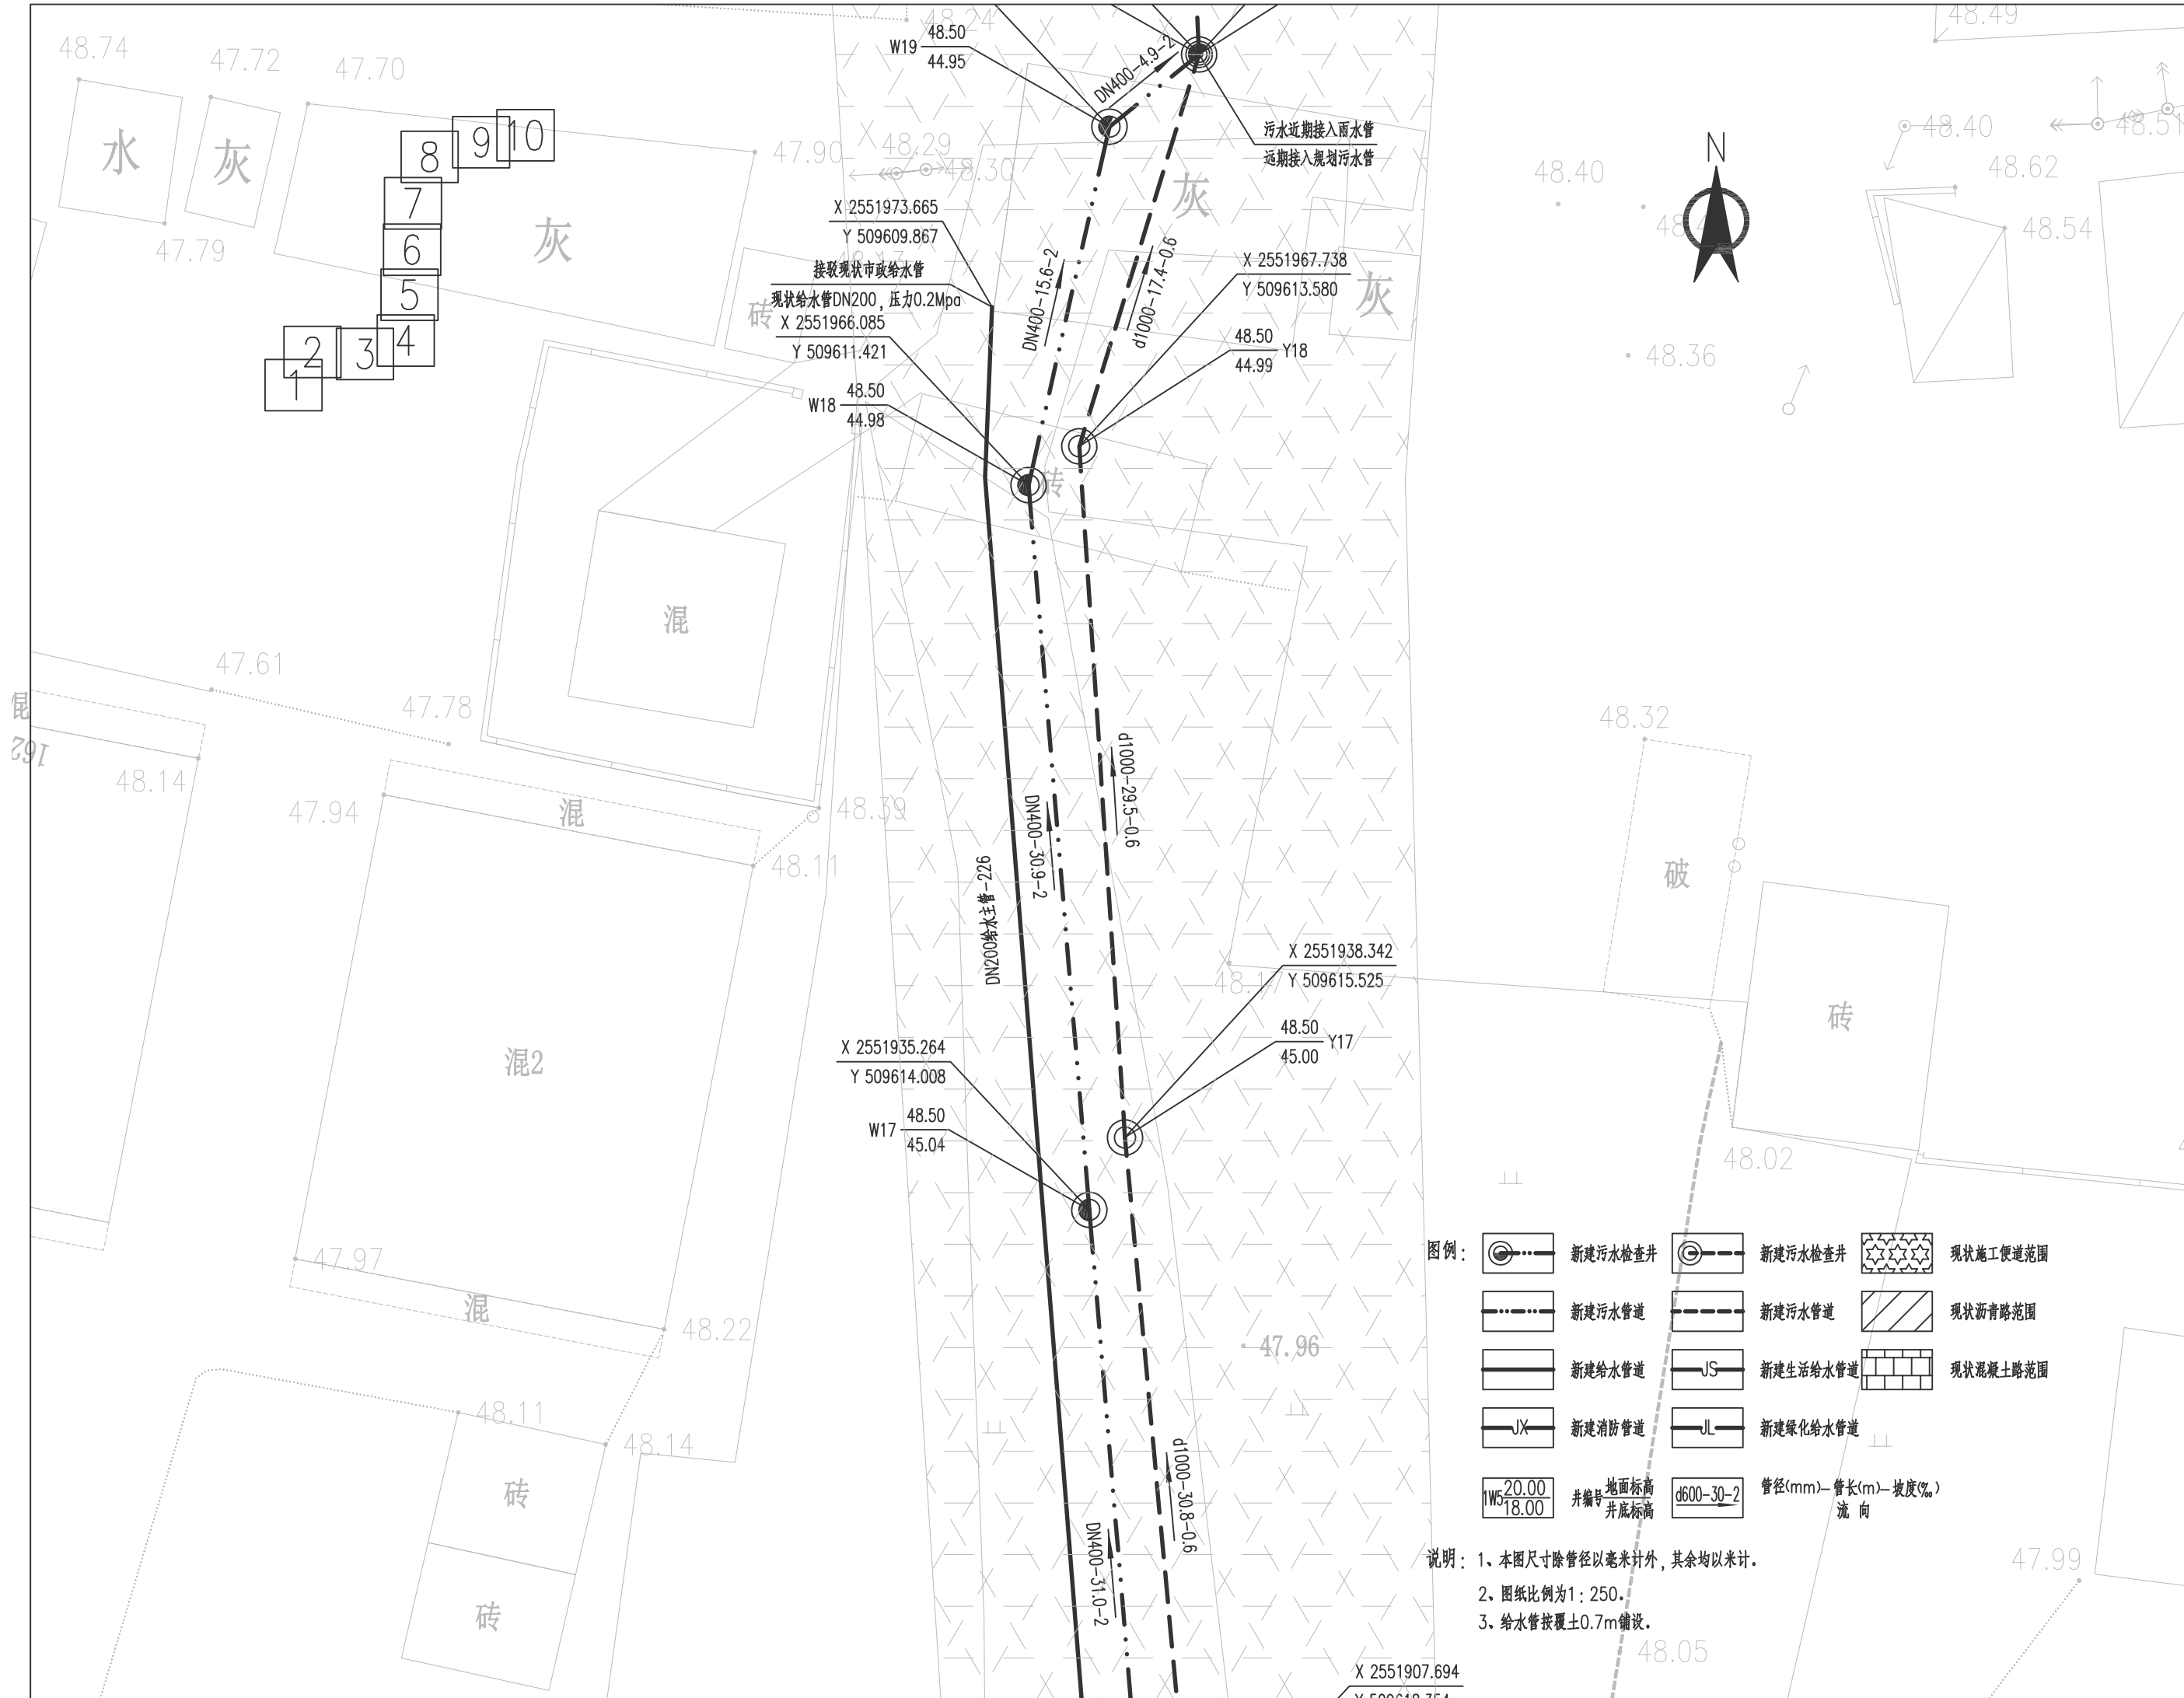 48.24
48.49
48.50
W19
44.95
DN400-4.9-2
48.74
47.72
47.70
水
灰
灰
47.79
47.90
48.29
48.30
10
9
8
7
6
5
4
3
2
1
污水近期接入雨水管
远期接入规划污水管
灰
灰
48.40
48.40
48.51
48.62
48.54
48.36
N
X 2551973.665
Y 509609.867
接驳现状市政给水管
现状给水管DN200，压力0.2Mpa
砖
X 2551966.085
Y 509611.421
48.50
W18
44.98
DN400-15.6-2
d1000-17.4-0.6
X 2551967.738
Y 509613.580
48.50
Y18
44.99
砖
混
47.61
47.78
混
48.14
47.94
混
48.39
48.11
DN200给水主管-226
DN400-30.9-2
d1000-29.5-0.6
48.32
破
砖
X 2551938.342
Y 509615.525
48.50
Y17
45.00
混2
X 2551935.264
Y 509614.008
48.50
W17
45.04
48.02
47.97
混
48.22
47.96
48.11
48.14
砖
砖
DN400-31.0-2
d1000-30.8-0.6
图例：
新建污水检查井
新建污水检查井
现状施工便道范围
新建污水管道
新建污水管道
现状沥青路范围
新建给水管道
JS
新建生活给水管道
现状混凝土路范围
JX
新建消防管道
JL
新建绿化给水管道
1W5 20.00
18.00
井编号 地面标高
井底标高
d600-30-2
管径(mm)—管长(m)—坡度(‰)
流 向
说明：1、本图尺寸除管径以毫米计外，其余均以米计。
2、图纸比例为1：250。
3、给水管按覆土0.7m铺设。
47.99
48.05
X 2551907.694